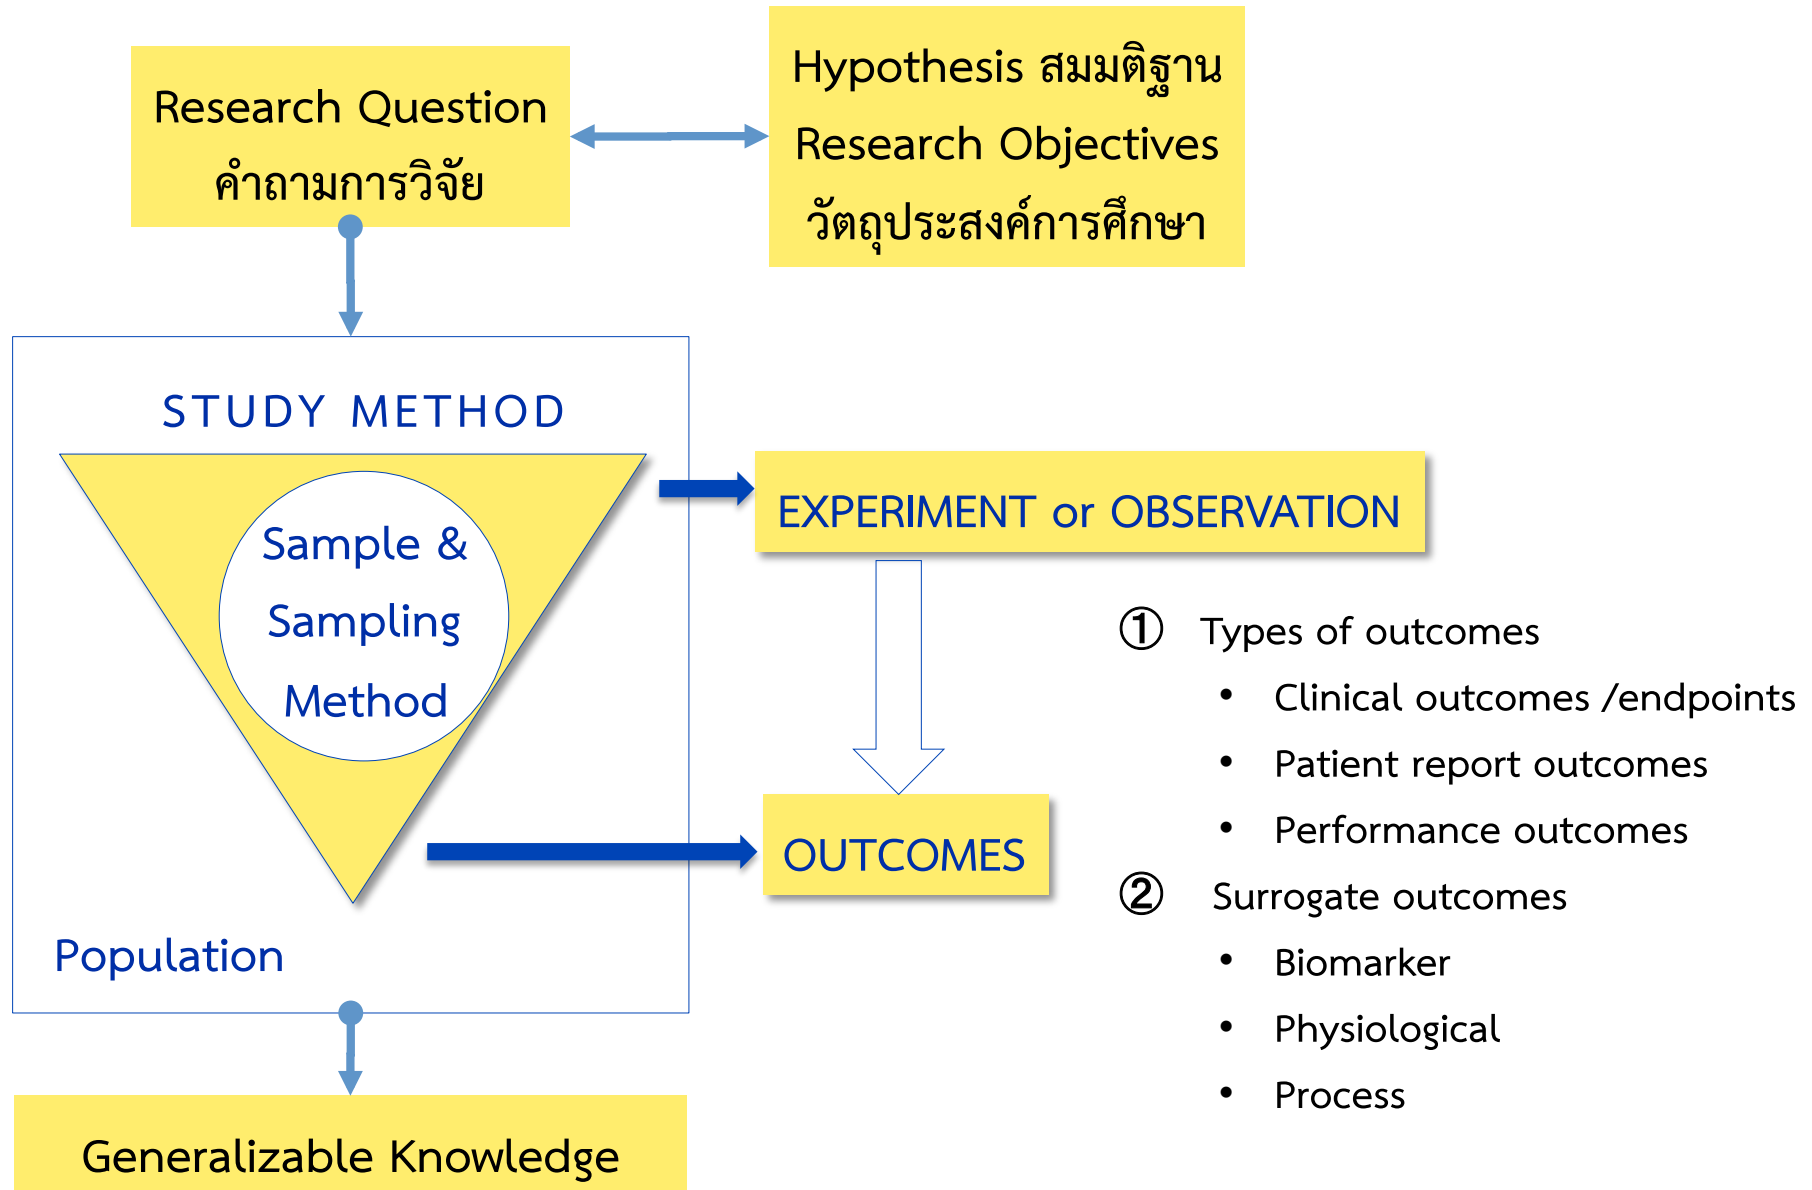 Research Question
คำถามการวิจัย
Hypothesis สมมติฐาน
Research Objectives
วัตถุประสงค์การศึกษา
STUDY METHOD
Sample &
Sampling
Method
Population
EXPERIMENT or OBSERVATION
OUTCOMES
① Types of outcomes
• Clinical outcomes /endpoints
• Patient report outcomes
• Performance outcomes
② Surrogate outcomes
• Biomarker
• Physiological
• Process
Generalizable Knowledge